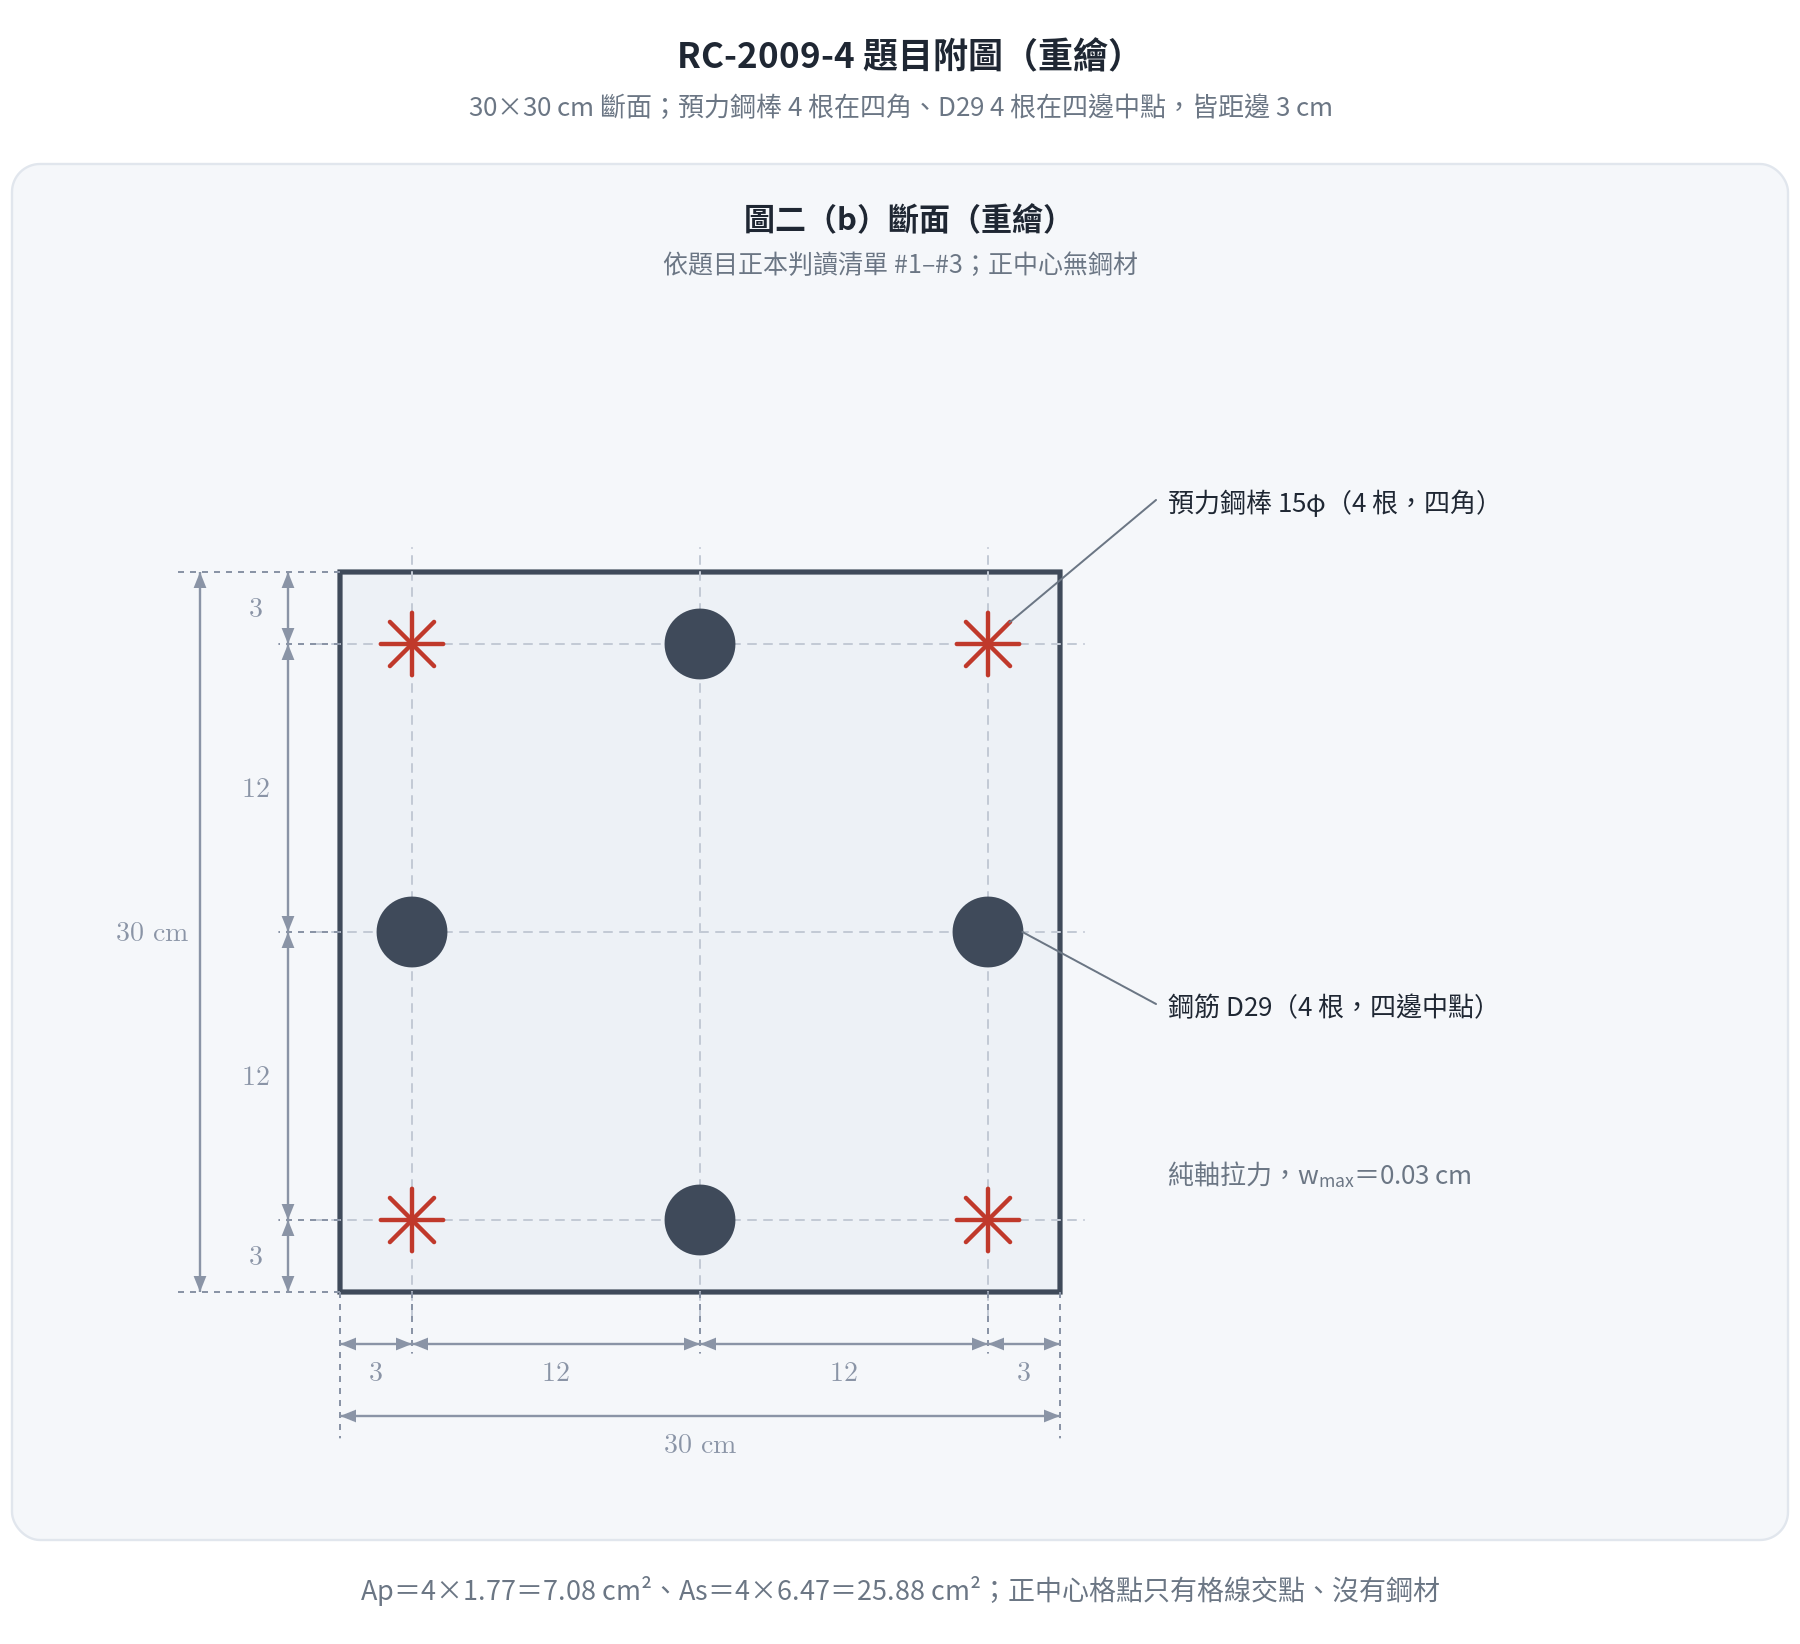 RC-2009-4 題目附圖（重繪）
30×30 cm 斷面；預力鋼棒 4 根在四角、D29 4 根在四邊中點，皆距邊 3 cm
圖二（b）斷面（重繪）
依題目正本判讀清單 #1–#3；正中心無鋼材
預力鋼棒 15φ（4 根，四角）
3
12
30 cm
鋼筋 D29（4 根，四邊中點）
12
純軸拉力，wmax＝0.03 cm
3
3 12 12 3
30 cm
Ap＝4×1.77＝7.08 cm²、As＝4×6.47＝25.88 cm²；正中心格點只有格線交點、沒有鋼材